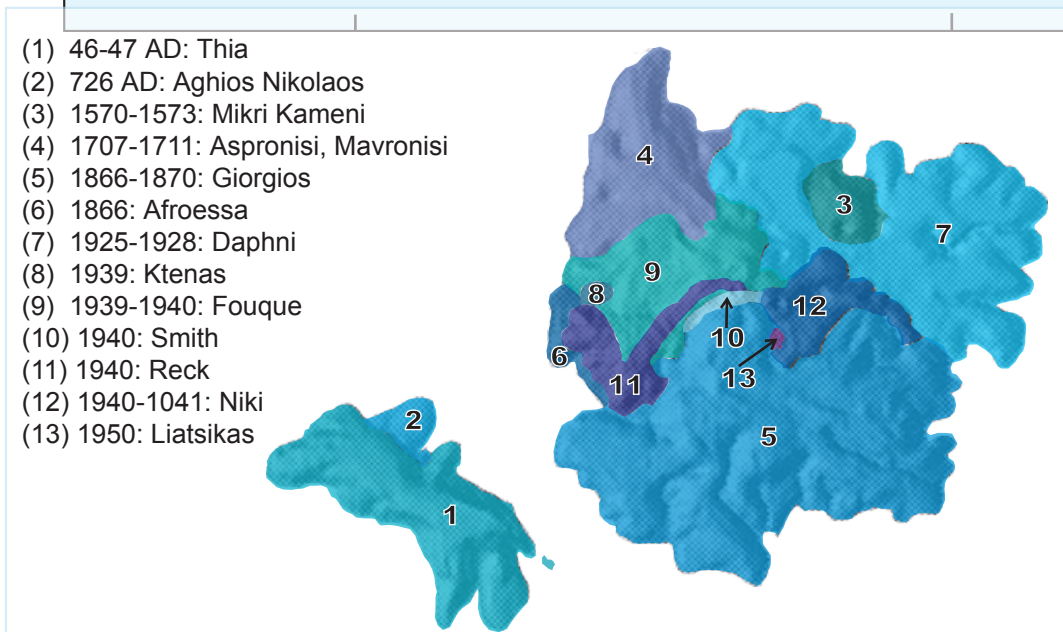 (1) 46-47 AD: Thia
(2) 726 AD: Aghios Nikolaos
(3) 1570-1573: Mikri Kameni
(4) 1707-1711: Aspronisi, Mavronisi
(5) 1866-1870: Giorgios
(6) 1866: Afroessa
(7) 1925-1928: Daphni
(8) 1939: Ktenas
(9) 1939-1940: Fouque
(10) 1940: Smith
(11) 1940: Reck
(12) 1940-1041: Niki
(13) 1950: Liatsikas
4
3
7
9
8
12
10
6
11
13
2
5
1